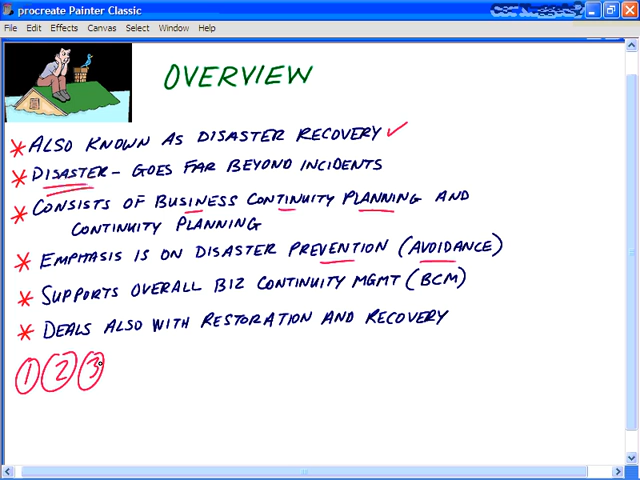 procreate Painter Classic
File Edit Effects Canvas Select Window Help
OVERVIEW
* ALSO KNOWN AS DISASTER RECOVERY ✓
* DISASTER - GOES FAR BEYOND INCIDENTS
* CONSISTS OF BUSINESS CONTINUITY PLANNING AND
CONTINUITY PLANNING
* EMPHASIS IS ON DISASTER PREVENTION (AVOIDANCE)
* SUPPORTS OVERALL BIZ CONTINUITY MGMT (BCM)
* DEALS ALSO WITH RESTORATION AND RECOVERY
1 2 3